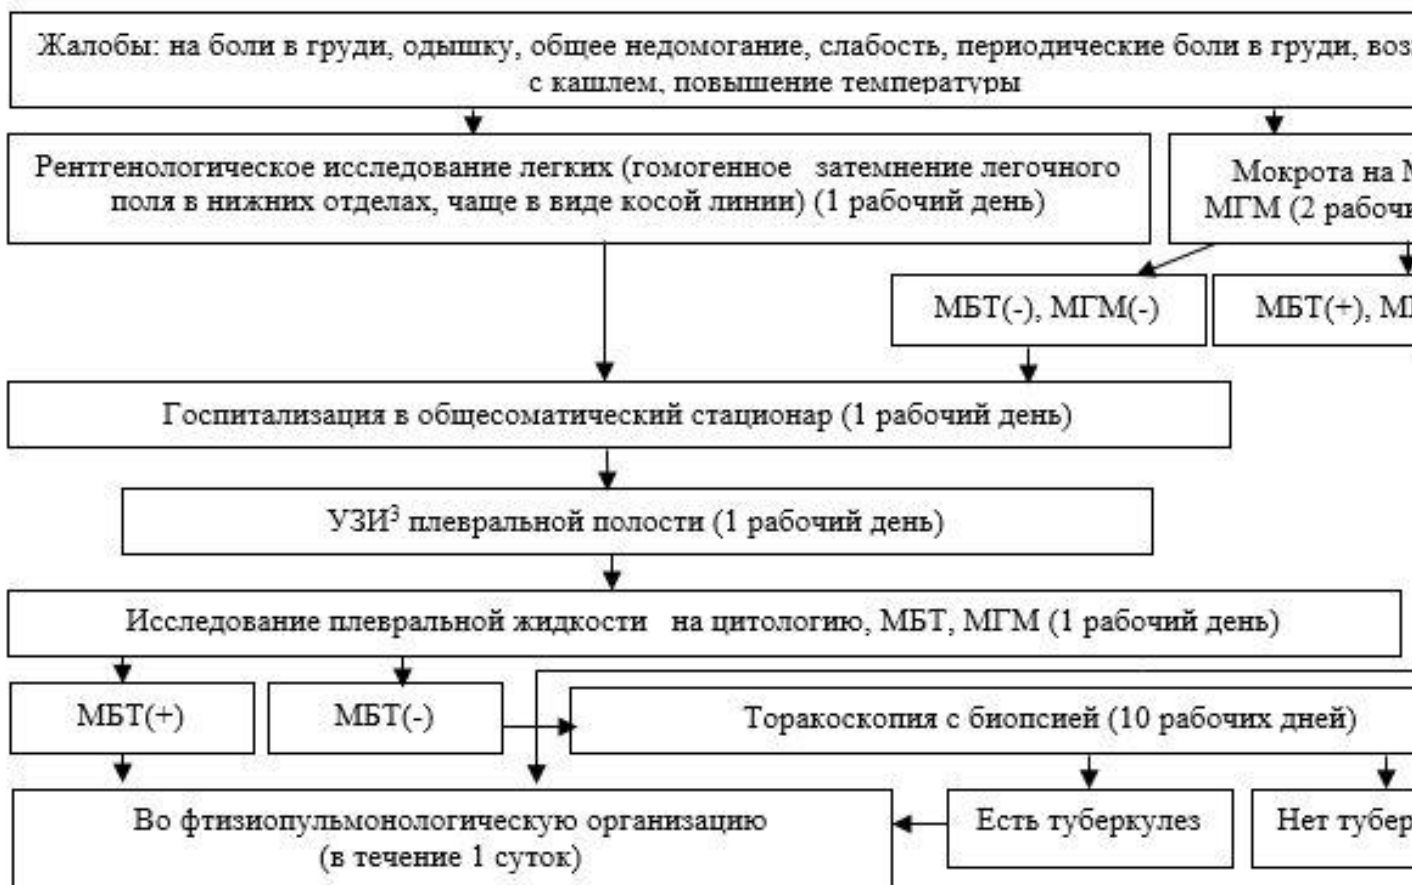 Жалобы: на боли в груди, одышку, общее недомогание, слабость, периодические боли в груди,
с кашлем, повышение температуры
Рентгенологическое исследование легких (гомогенное затемнение легочного
поля в нижних отделах, чаще в виде косой линии) (1 рабочий день)
Мокрота на
МГМ (2
МБТ(-), МГМ(-)
МБТ(+),
Госпитализация в общесоматический стационар (1 рабочий день)
УЗИ³ плевральной полости (1 рабочий день)
Исследование плевральной жидкости на цитологию, МБТ, МГМ (1 рабочий день)
МБТ(+)
МБТ(-)
Торакоскопия с биопсией (10 рабочих дней)
Во фтизиопульмонологическую организацию
(в течение 1 суток)
Есть туберкулез
Нет